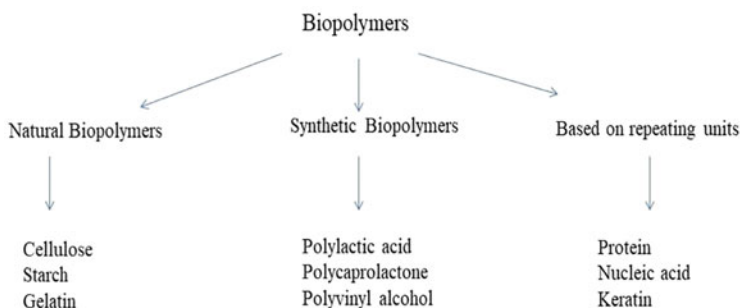 Biopolymers
Natural Biopolymers
Synthetic Biopolymers
Based on repeating units
Cellulose
Starch
Gelatin
Polylactic acid
Polycaprolactone
Polyvinyl alcohol
Protein
Nucleic acid
Keratin